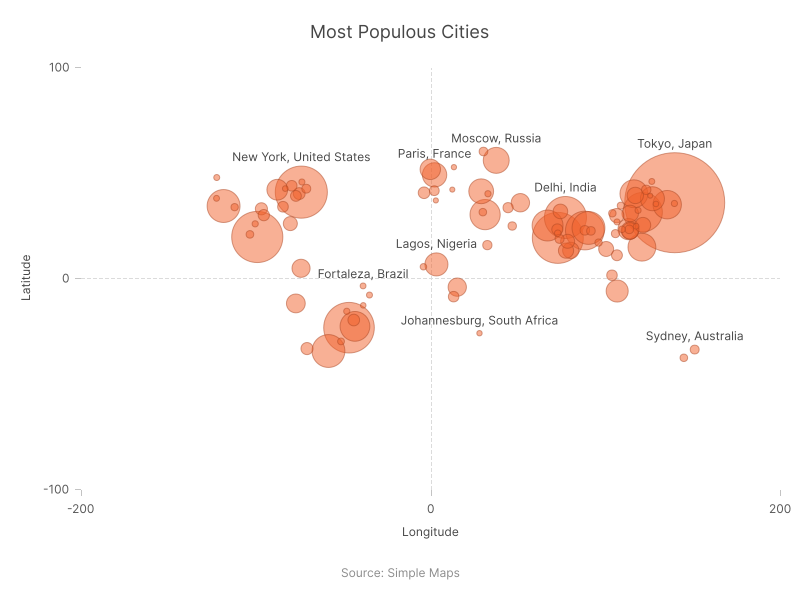 Most Populous Cities
100
Moscow, Russia
Tokyo, Japan
New York, United States
Paris, France
Delhi, India
Latitude
Lagos, Nigeria
0
Fortaleza, Brazil
Johannesburg, South Africa
Sydney, Australia
-100
-200
0
200
Longitude
Source: Simple Maps